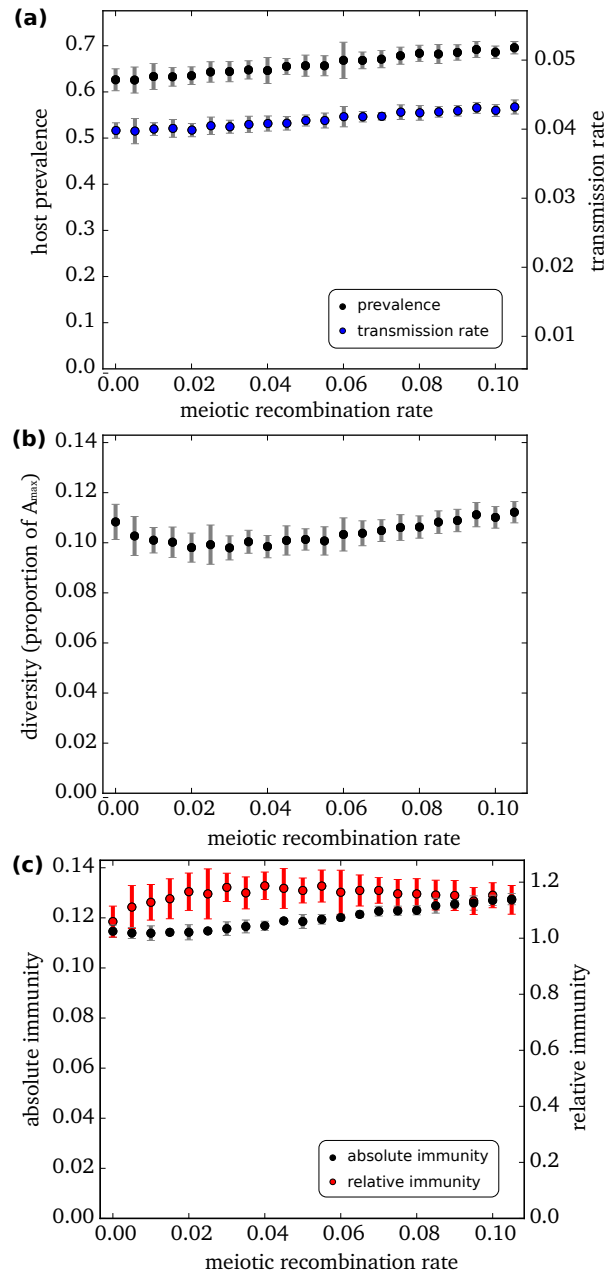 (a)
0.7
0.6
0.5
0.4
0.3
0.2
0.1
0.0
host prevalence
0.05
0.04
0.03
0.02
0.01
transmission rate
prevalence
transmission rate
0.00 0.02 0.04 0.06 0.08 0.10
meiotic recombination rate
(b)
0.14
0.12
0.10
0.08
0.06
0.04
0.02
0.00
diversity (proportion of Amax)
0.00 0.02 0.04 0.06 0.08 0.10
meiotic recombination rate
(c)
0.14
0.12
0.10
0.08
0.06
0.04
0.02
0.00
absolute immunity
1.2
1.0
0.8
0.6
0.4
0.2
0.0
relative immunity
absolute immunity
relative immunity
0.00 0.02 0.04 0.06 0.08 0.10
meiotic recombination rate